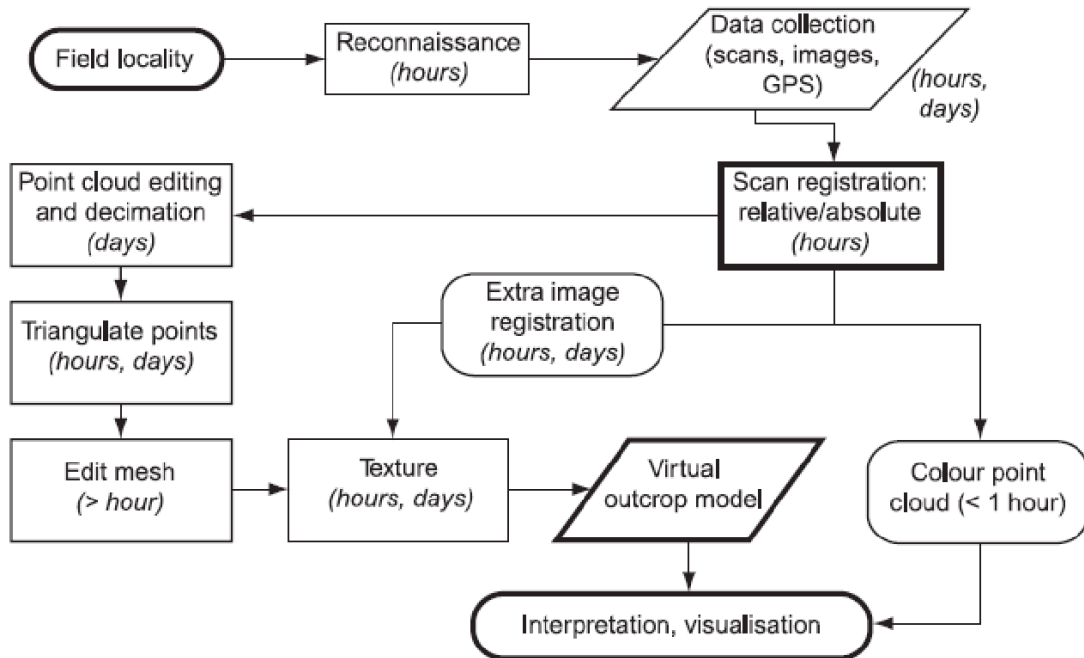 Field locality
Reconnaissance
(hours)
Data collection
(scans, images,
GPS)
(hours,
days)
Scan registration:
relative/absolute
(hours)
Point cloud editing
and decimation
(days)
Triangulate points
(hours, days)
Extra image
registration
(hours, days)
Edit mesh
(> hour)
Texture
(hours, days)
Virtual
outcrop model
Colour point
cloud (< 1 hour)
Interpretation, visualisation